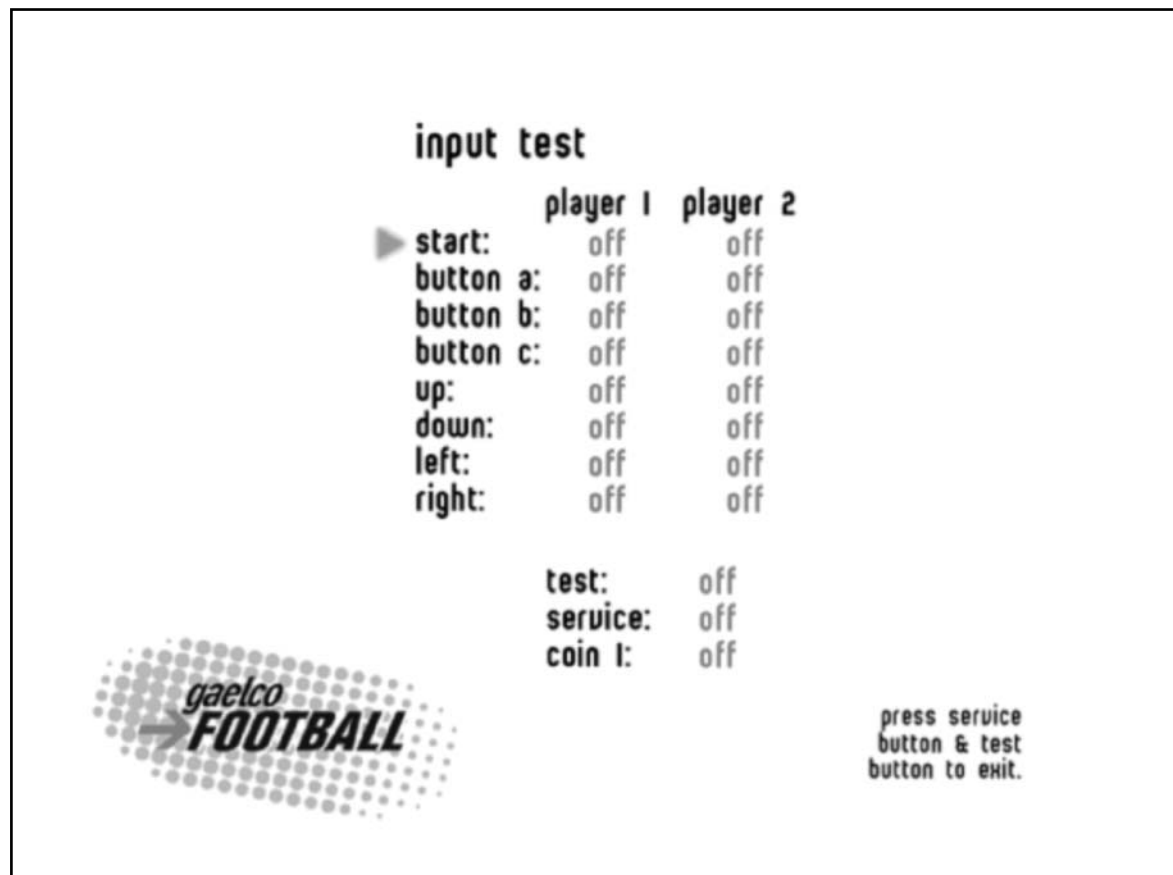 input test
player 1 player 2
start: off off
button a: off off
button b: off off
button c: off off
up: off off
down: off off
left: off off
right: off off
test: off
service: off
coin 1: off
gaelco
FOOTBALL
press service
button & test
button to exit.